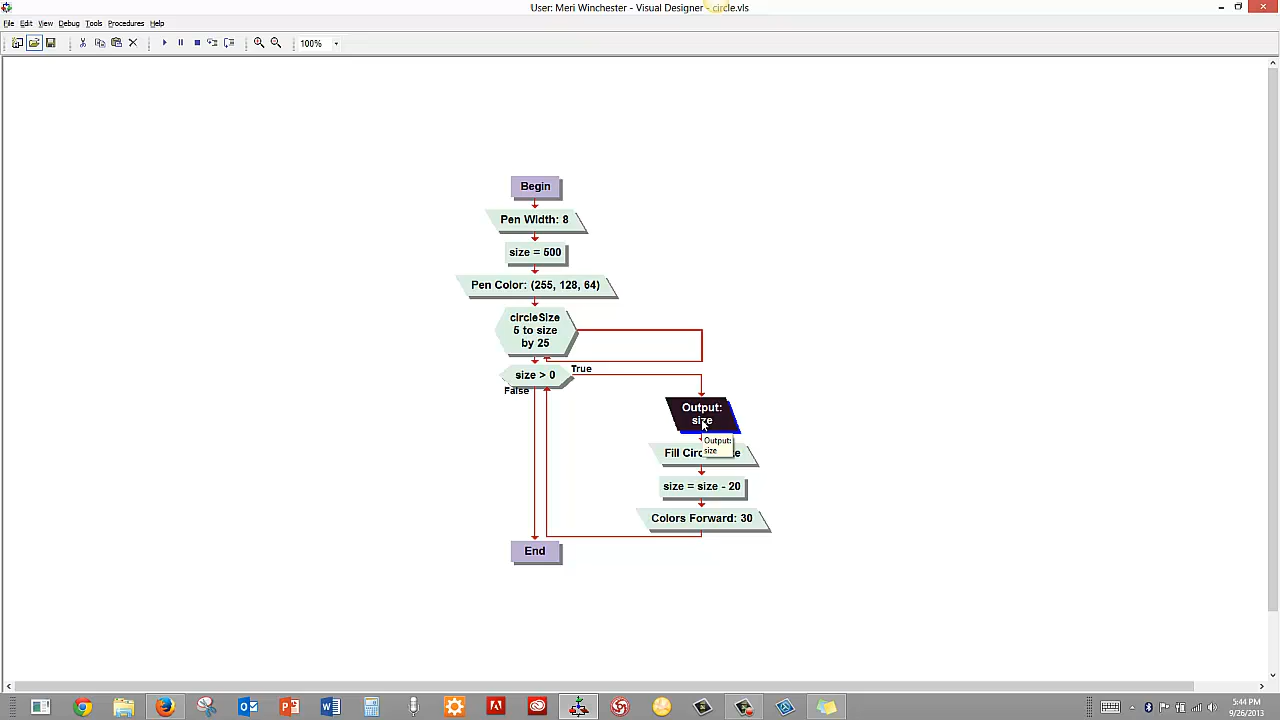 User: Meri Winchester - Visual Designer - circle.vls
File Edit View Debug Tools Procedures Help
100%
Begin
Pen Width: 8
size = 500
Pen Color: (255, 128, 64)
circleSize
5 to size
by 25
size > 0
True
False
Output:
size
Output:
size
Fill Circ
size = size - 20
Colors Forward: 30
End
5:44 PM
9/26/2013